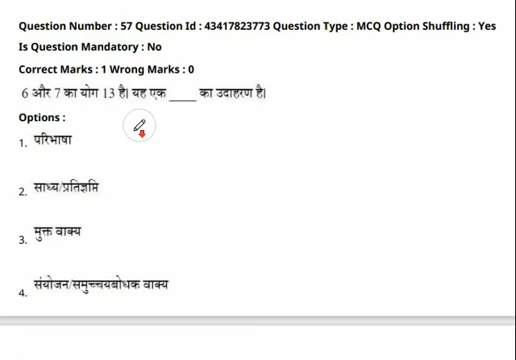 Question Number : 57 Question Id : 43417823773 Question Type : MCQ Option Shuffling : Yes
Is Question Mandatory : No
Correct Marks : 1 Wrong Marks : 0
6 और 7 का योग 13 है। यह एक _____ का उदाहरण है।
Options :
1. परिभाषा
2. साध्य/प्रतिज्ञप्ति
3. मुक्त वाक्य
4. संयोजन/समुच्चयबोधक वाक्य